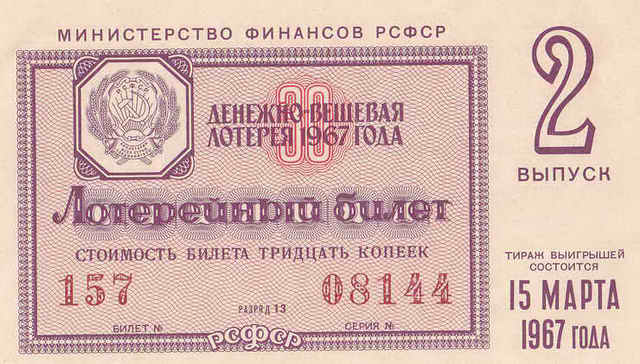 МИНИСТЕРСТВО ФИНАНСОВ РСФСР
РСФСР
30
ДЕНЕЖНО-ВЕЩЕВАЯ
ЛОТЕРЕЯ 1967 ГОДА
Лотерейный билет
СТОИМОСТЬ БИЛЕТА ТРИДЦАТЬ КОПЕЕК
157
РАЗРЯД 13
08144
БИЛЕТ №
РСФСР
СЕРИЯ №
2
ВЫПУСК
ТИРАЖ ВЫИГРЫШЕЙ
СОСТОИТСЯ
15 МАРТА
1967 ГОДА